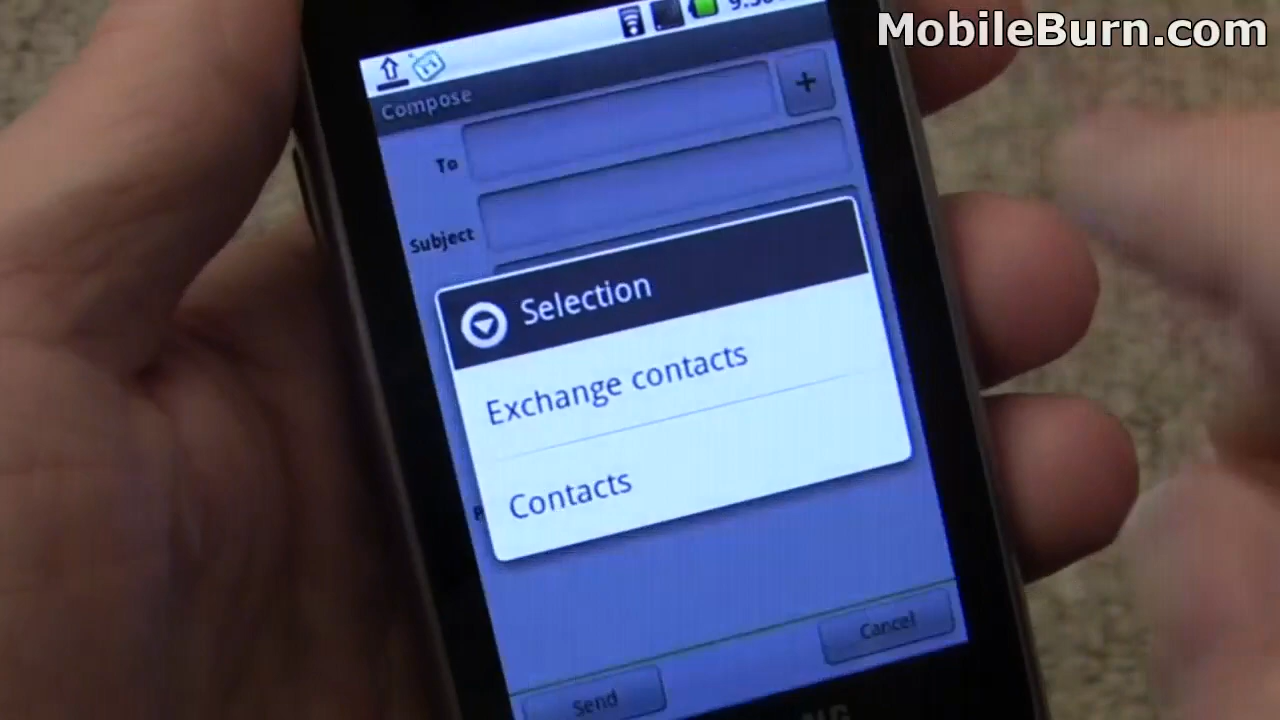 MobileBurn.com
Compose
To
Subject
Selection
Exchange contacts
Contacts
Cancel
Send